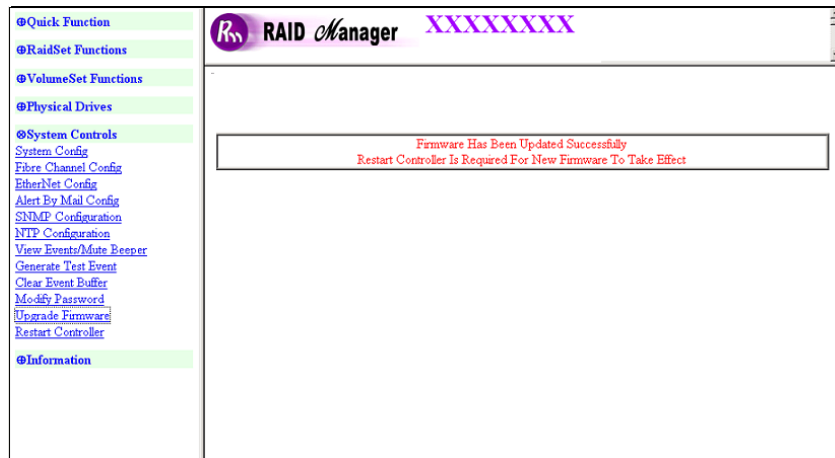 ⊕Quick Function
⊕RaidSet Functions
⊕VolumeSet Functions
⊕Physical Drives
⊗System Controls
System Config
Fibre Channel Config
EtherNet Config
Alert By Mail Config
SNMP Configuration
NTP Configuration
View Events/Mute Beeper
Generate Test Event
Clear Event Buffer
Modify Password
Upgrade Firmware
Restart Controller
⊕Information
Rm RAID Manager XXXXXXXX
Firmware Has Been Updated Successfully
Restart Controller Is Required For New Firmware To Take Effect